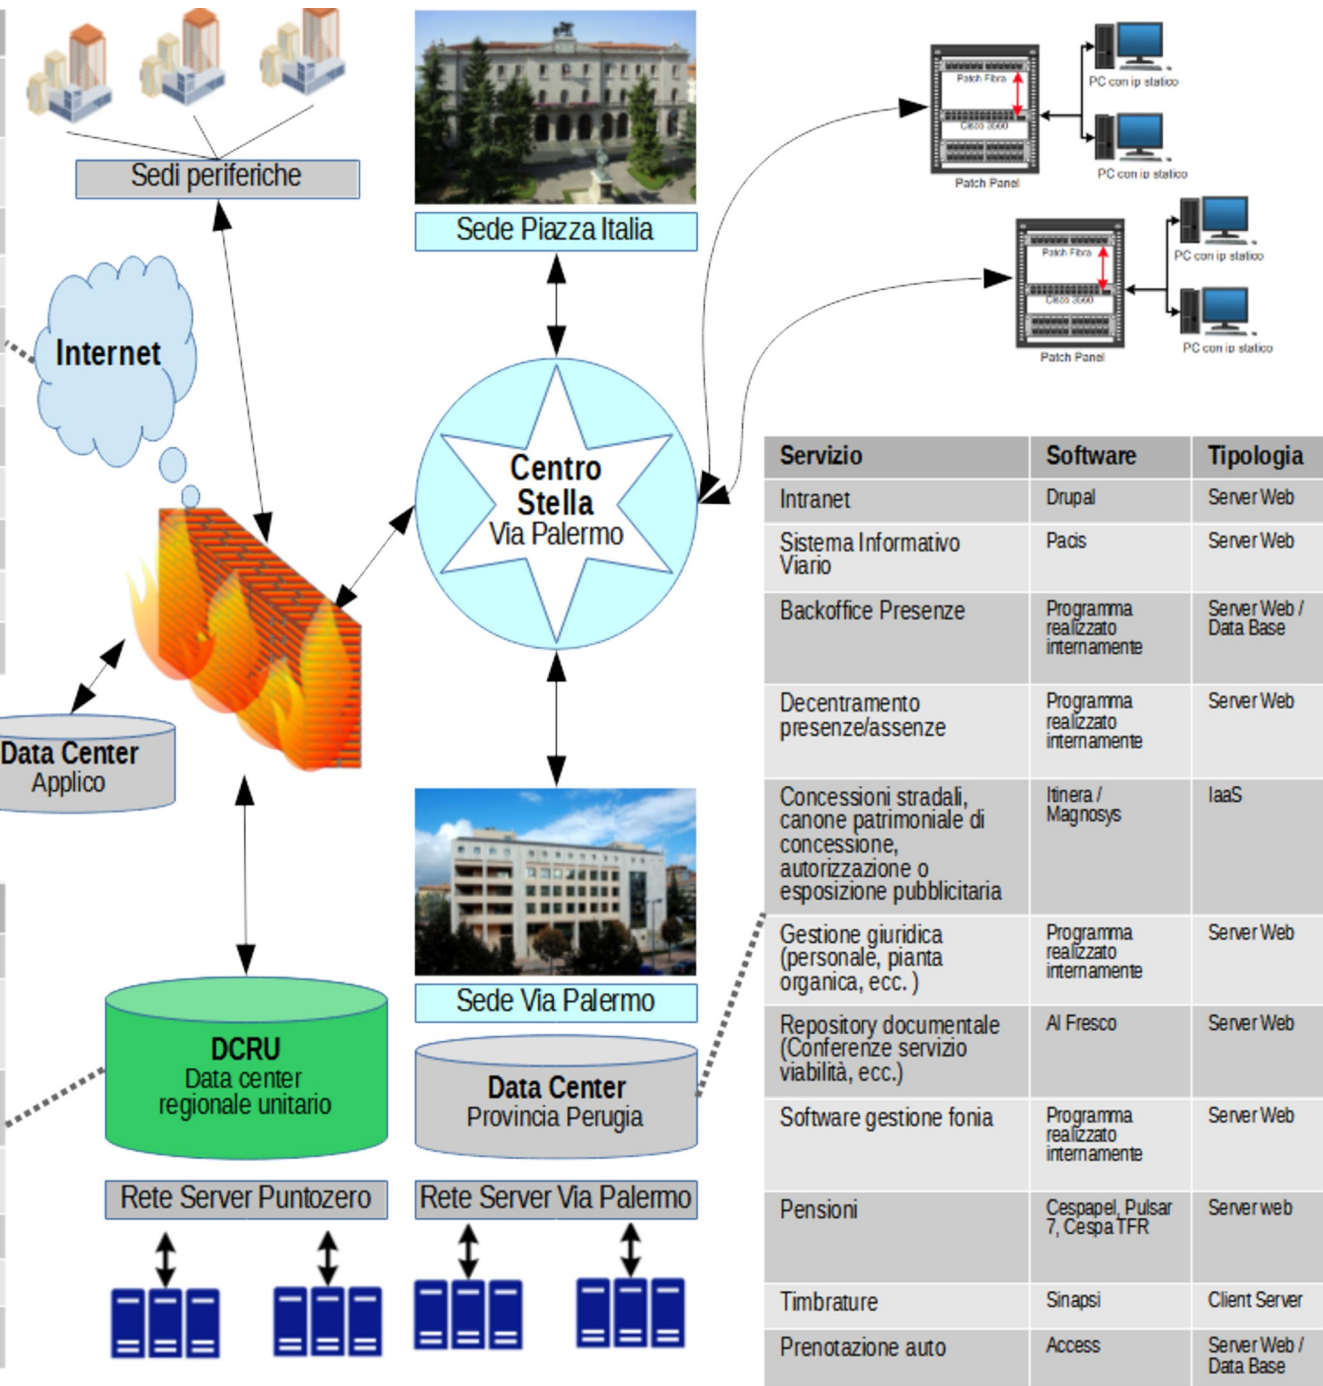 Sedi periferiche
Internet
Data Center
Applico
DCRU
Data center
regionale unitario
Rete Server Puntozero
Sede Piazza Italia
Centro
Stella
Via Palermo
Sede Via Palermo
Data Center
Provincia Perugia
Rete Server Via Palermo
Patch Fibra
Cisco 3560
Patch Panel
PC con ip statico
PC con ip statico
Patch Fibra
Cisco 3560
Patch Panel
PC con ip statico
PC con ip statico
Servizio Software Tipologia
Intranet Drupal Server Web
Sistema Informativo Pacis Server Web
Viario
Backoffice Presenze Programma Server Web /
realizzato Data Base
internamente
Decentramento Programma Server Web
presenze/assenze realizzato
internamente
Concessioni stradali, Itinera / IaaS
canone patrimoniale di Magnosys
concessione,
autorizzazione o
esposizione pubblicitaria
Gestione giuridica Programma Server Web
(personale, pianta realizzato
organica, ecc. ) internamente
Repository documentale Al Fresco Server Web
(Conferenze servizio
viabilità, ecc.)
Software gestione fonia Programma Server Web
realizzato
internamente
Pensioni Cespapel, Pulsar Server web
7, Cespa TFR
Timbrature Sinapsi Client Server
Prenotazione auto Access Server Web /
Data Base